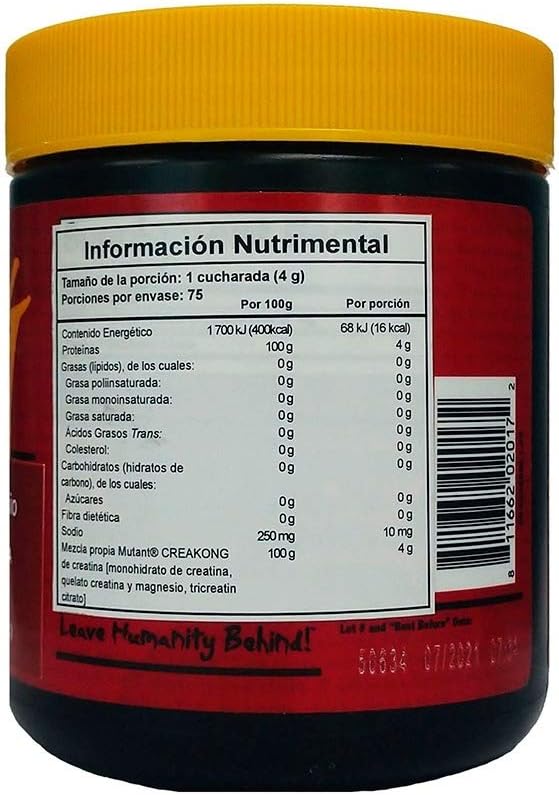 Información Nutrimental
Tamaño de la porción: 1 cucharada (4 g)
Porciones por envase: 75
Por 100g Por porción
Contenido Energético 1 700 kJ (400kcal) 68 kJ (16 kcal)
Proteínas 100 g 4 g
Grasas (lípidos), de los cuales: 0 g 0 g
Grasa poliinsaturada: 0 g 0 g
Grasa monoinsaturada: 0 g 0 g
Grasa saturada: 0 g 0 g
Ácidos Grasos Trans: 0 g 0 g
Colesterol: 0 g 0 g
Carbohidratos (hidratos de 0 g 0 g
carbono), de los cuales:
Azúcares 0 g 0 g
Fibra dietética 0 g 0 g
Sodio 250 mg 10 mg
Mezcla propia Mutant® CREAKONG 100 g 4 g
de creatina [monohidrato de creatina,
quelato creatina y magnesio, tricreatin
citrato]
Leave Humanity Behind!
Lot # and "Best Before" Date:
50634 07/2021
8 11662 02017 2